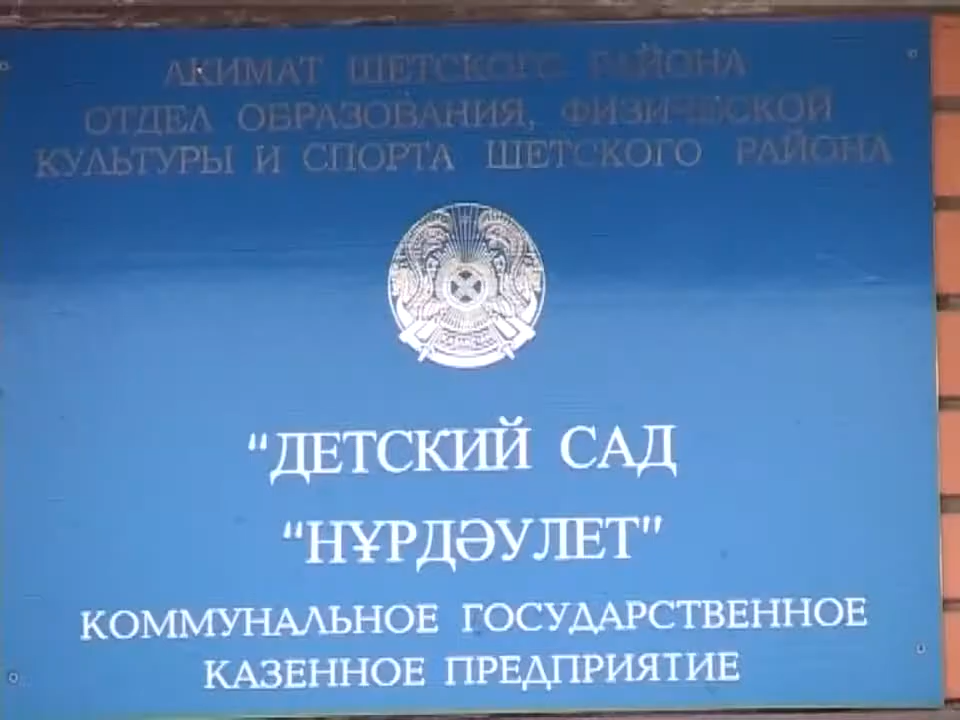 АКИМАТ ШЕТСКОГО РАЙОНА
ОТДЕЛ ОБРАЗОВАНИЯ, ФИЗИЧЕСКОЙ
КУЛЬТУРЫ И СПОРТА ШЕТСКОГО РАЙОНА
"ДЕТСКИЙ САД
"НҰРДӘУЛЕТ"
КОММУНАЛЬНОЕ ГОСУДАРСТВЕННОЕ
КАЗЕННОЕ ПРЕДПРИЯТИЕ